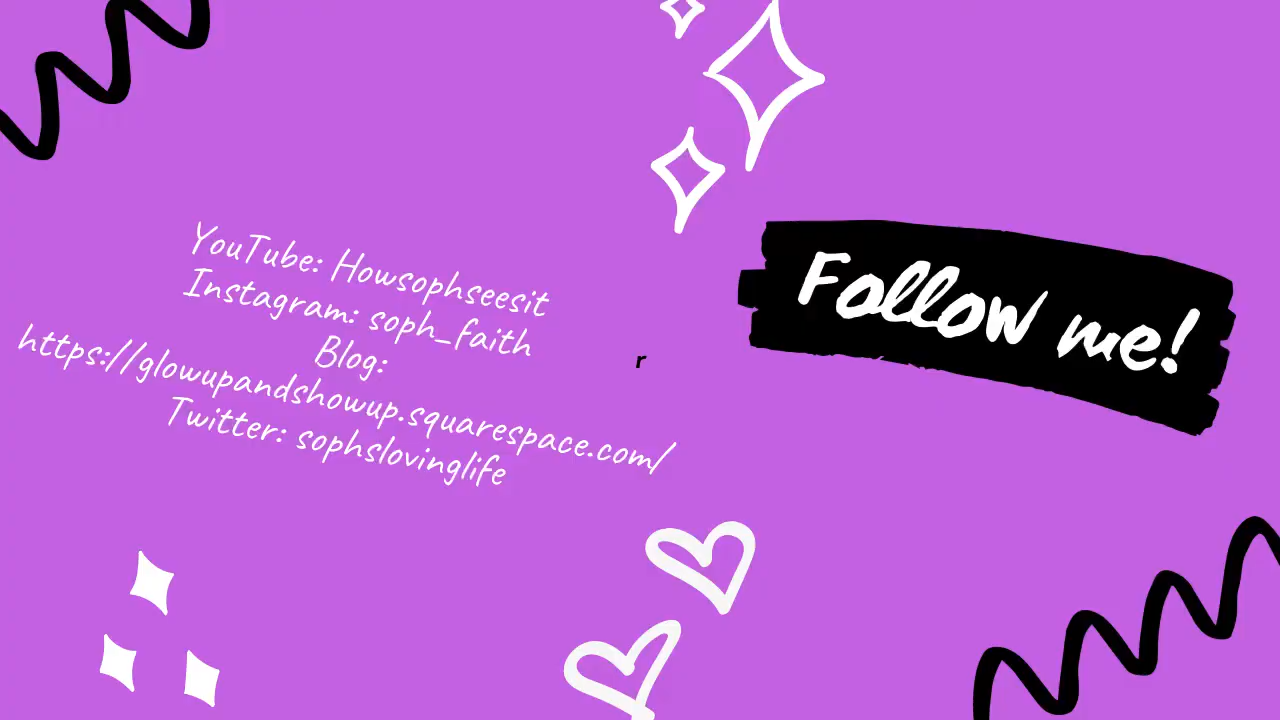 YouTube: Howsophseesit
Instagram: soph_faith
Blog:
https://glowupandshowup.squarespace.com/
Twitter: sophslovinglife
r
Follow me!